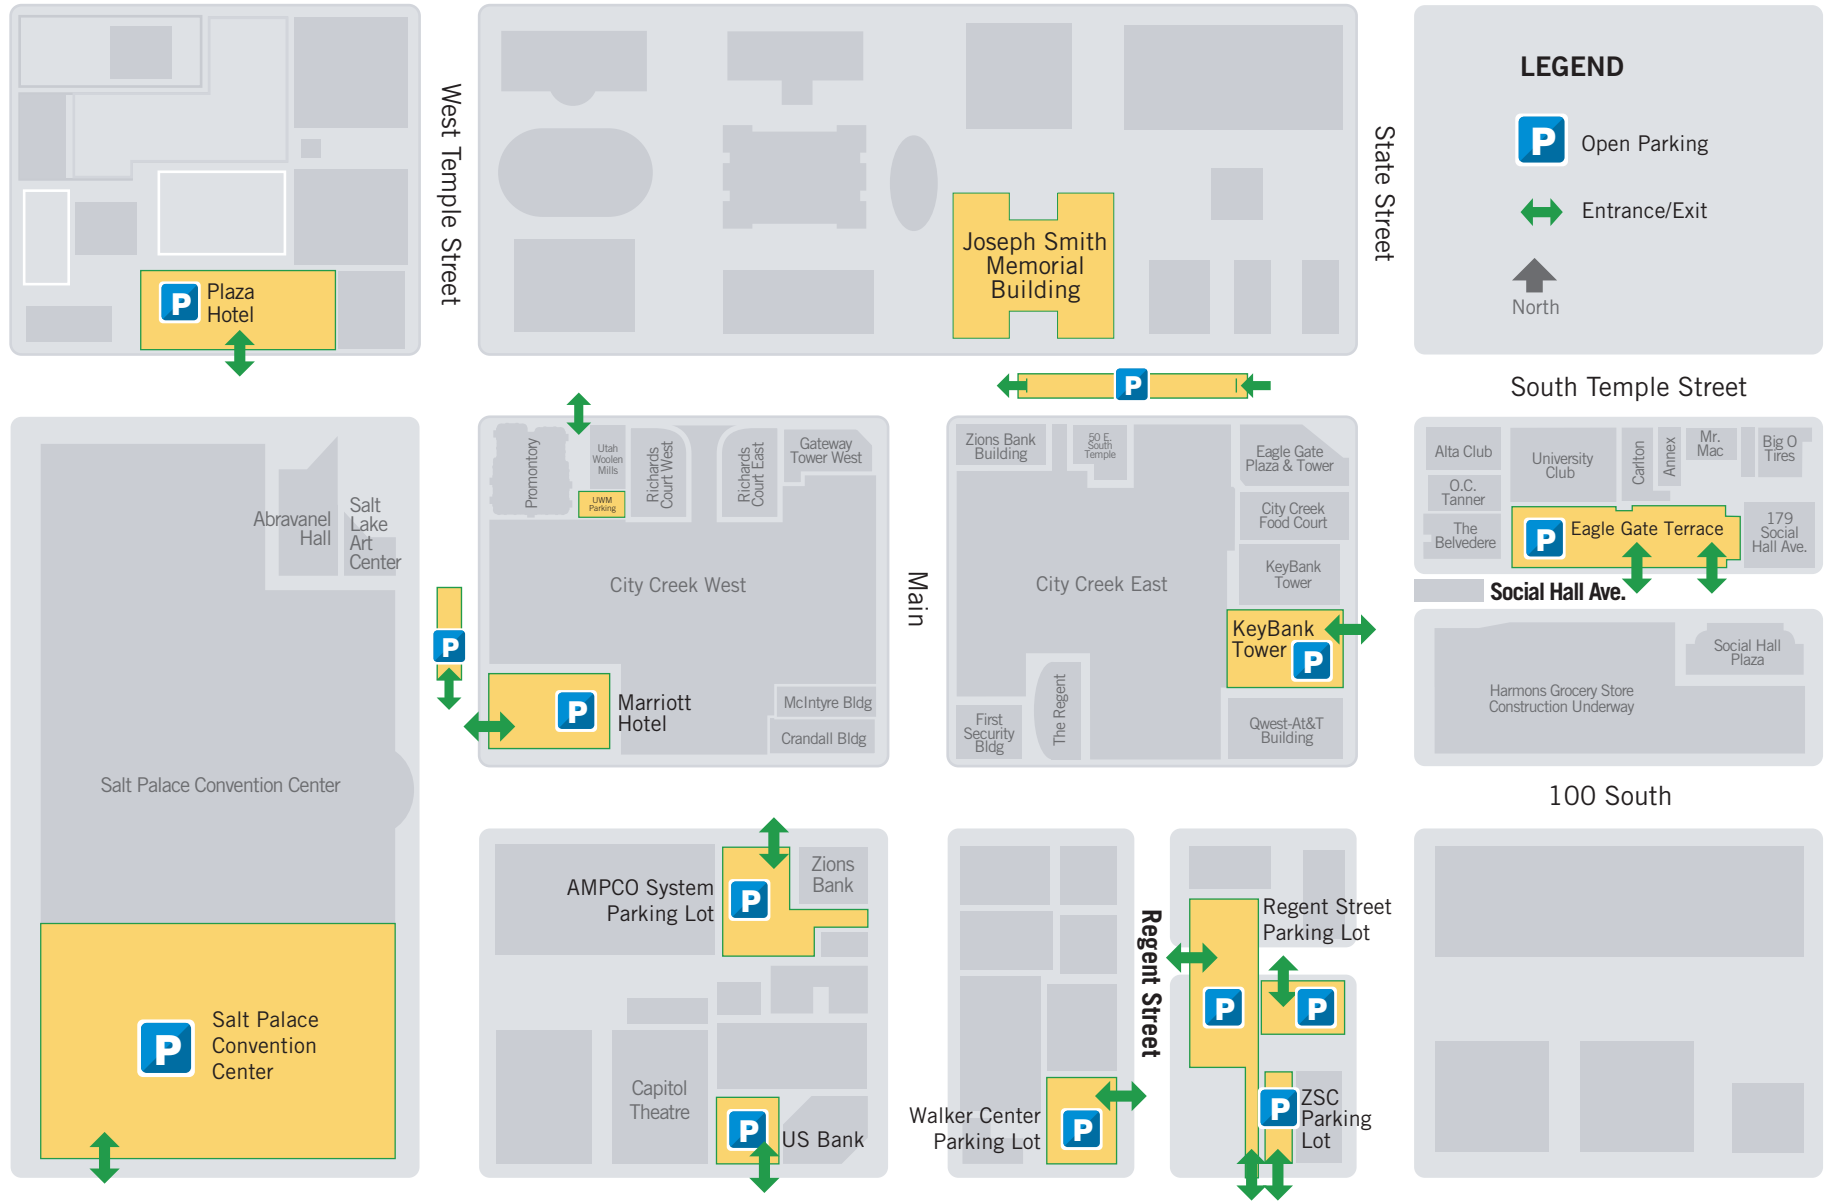 LEGEND
P
Open Parking
Entrance/Exit
North
West Temple Street
State Street
Joseph Smith
Memorial
Building
P
Plaza
Hotel
P
South Temple Street
Promontory
Utah
Woolen
Mills
UWM
Parking
Richards
Court West
Richards
Court East
Gateway
Tower West
City Creek West
Main
Zions Bank
Building
50 E.
South
Temple
Eagle Gate
Plaza & Tower
City Creek
Food Court
KeyBank
Tower
City Creek East
KeyBank
Tower
P
Alta Club
O.C.
Tanner
The
Belvedere
University
Club
Carlton
Annex
Mr.
Mac
Big O
Tires
P
Eagle Gate Terrace
179
Social
Hall Ave.
Social Hall Ave.
Social Hall
Plaza
Harmons Grocery Store
Construction Underway
100 South
Abravanel
Hall
Salt
Lake
Art
Center
Salt Palace Convention Center
P
P
Marriott
Hotel
McIntyre Bldg
Crandall Bldg
First
Security
Bldg
The Regent
Qwest-At&T
Building
AMPCO System
Parking Lot
P
Zions
Bank
Regent Street
Regent Street
Parking Lot
P
P
P
Salt Palace
Convention
Center
Capitol
Theatre
P
US Bank
Walker Center
Parking Lot
P
P
ZSC
Parking
Lot